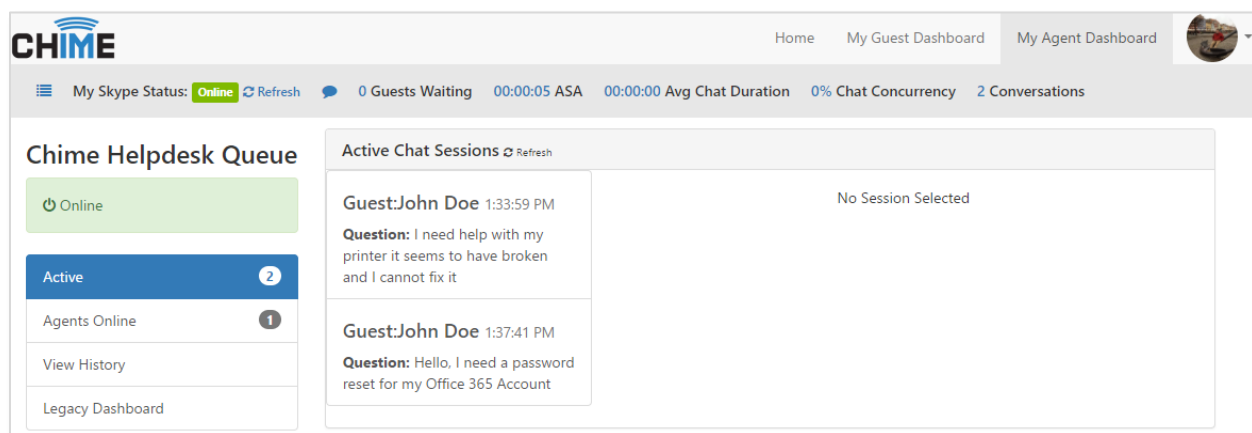 CHIME
Home My Guest Dashboard My Agent Dashboard
My Skype Status: Online Refresh 0 Guests Waiting 00:00:05 ASA 00:00:00 Avg Chat Duration 0% Chat Concurrency 2 Conversations
Chime Helpdesk Queue
Online
Active 2
Agents Online 1
View History
Legacy Dashboard
Active Chat Sessions Refresh
Guest:John Doe 1:33:59 PM
Question: I need help with my
printer it seems to have broken
and I cannot fix it
Guest:John Doe 1:37:41 PM
Question: Hello, I need a password
reset for my Office 365 Account
No Session Selected